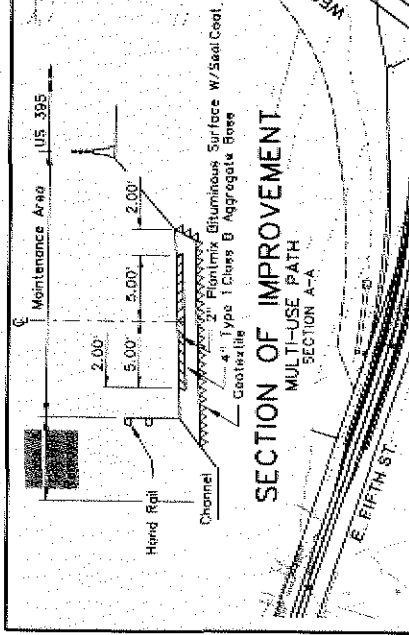 Maintenance Area
US 395
2.00'
5.00'
5.00'
2.00'
Hand Rail
Channel
2" Plantmix Bituminous Surface W/Seal Coat
4" Type 1 Class B Aggregate Base
Geotextile
SECTION OF IMPROVEMENT
MULTI-USE PATH
SECTION A-A
E. FIFTH ST.